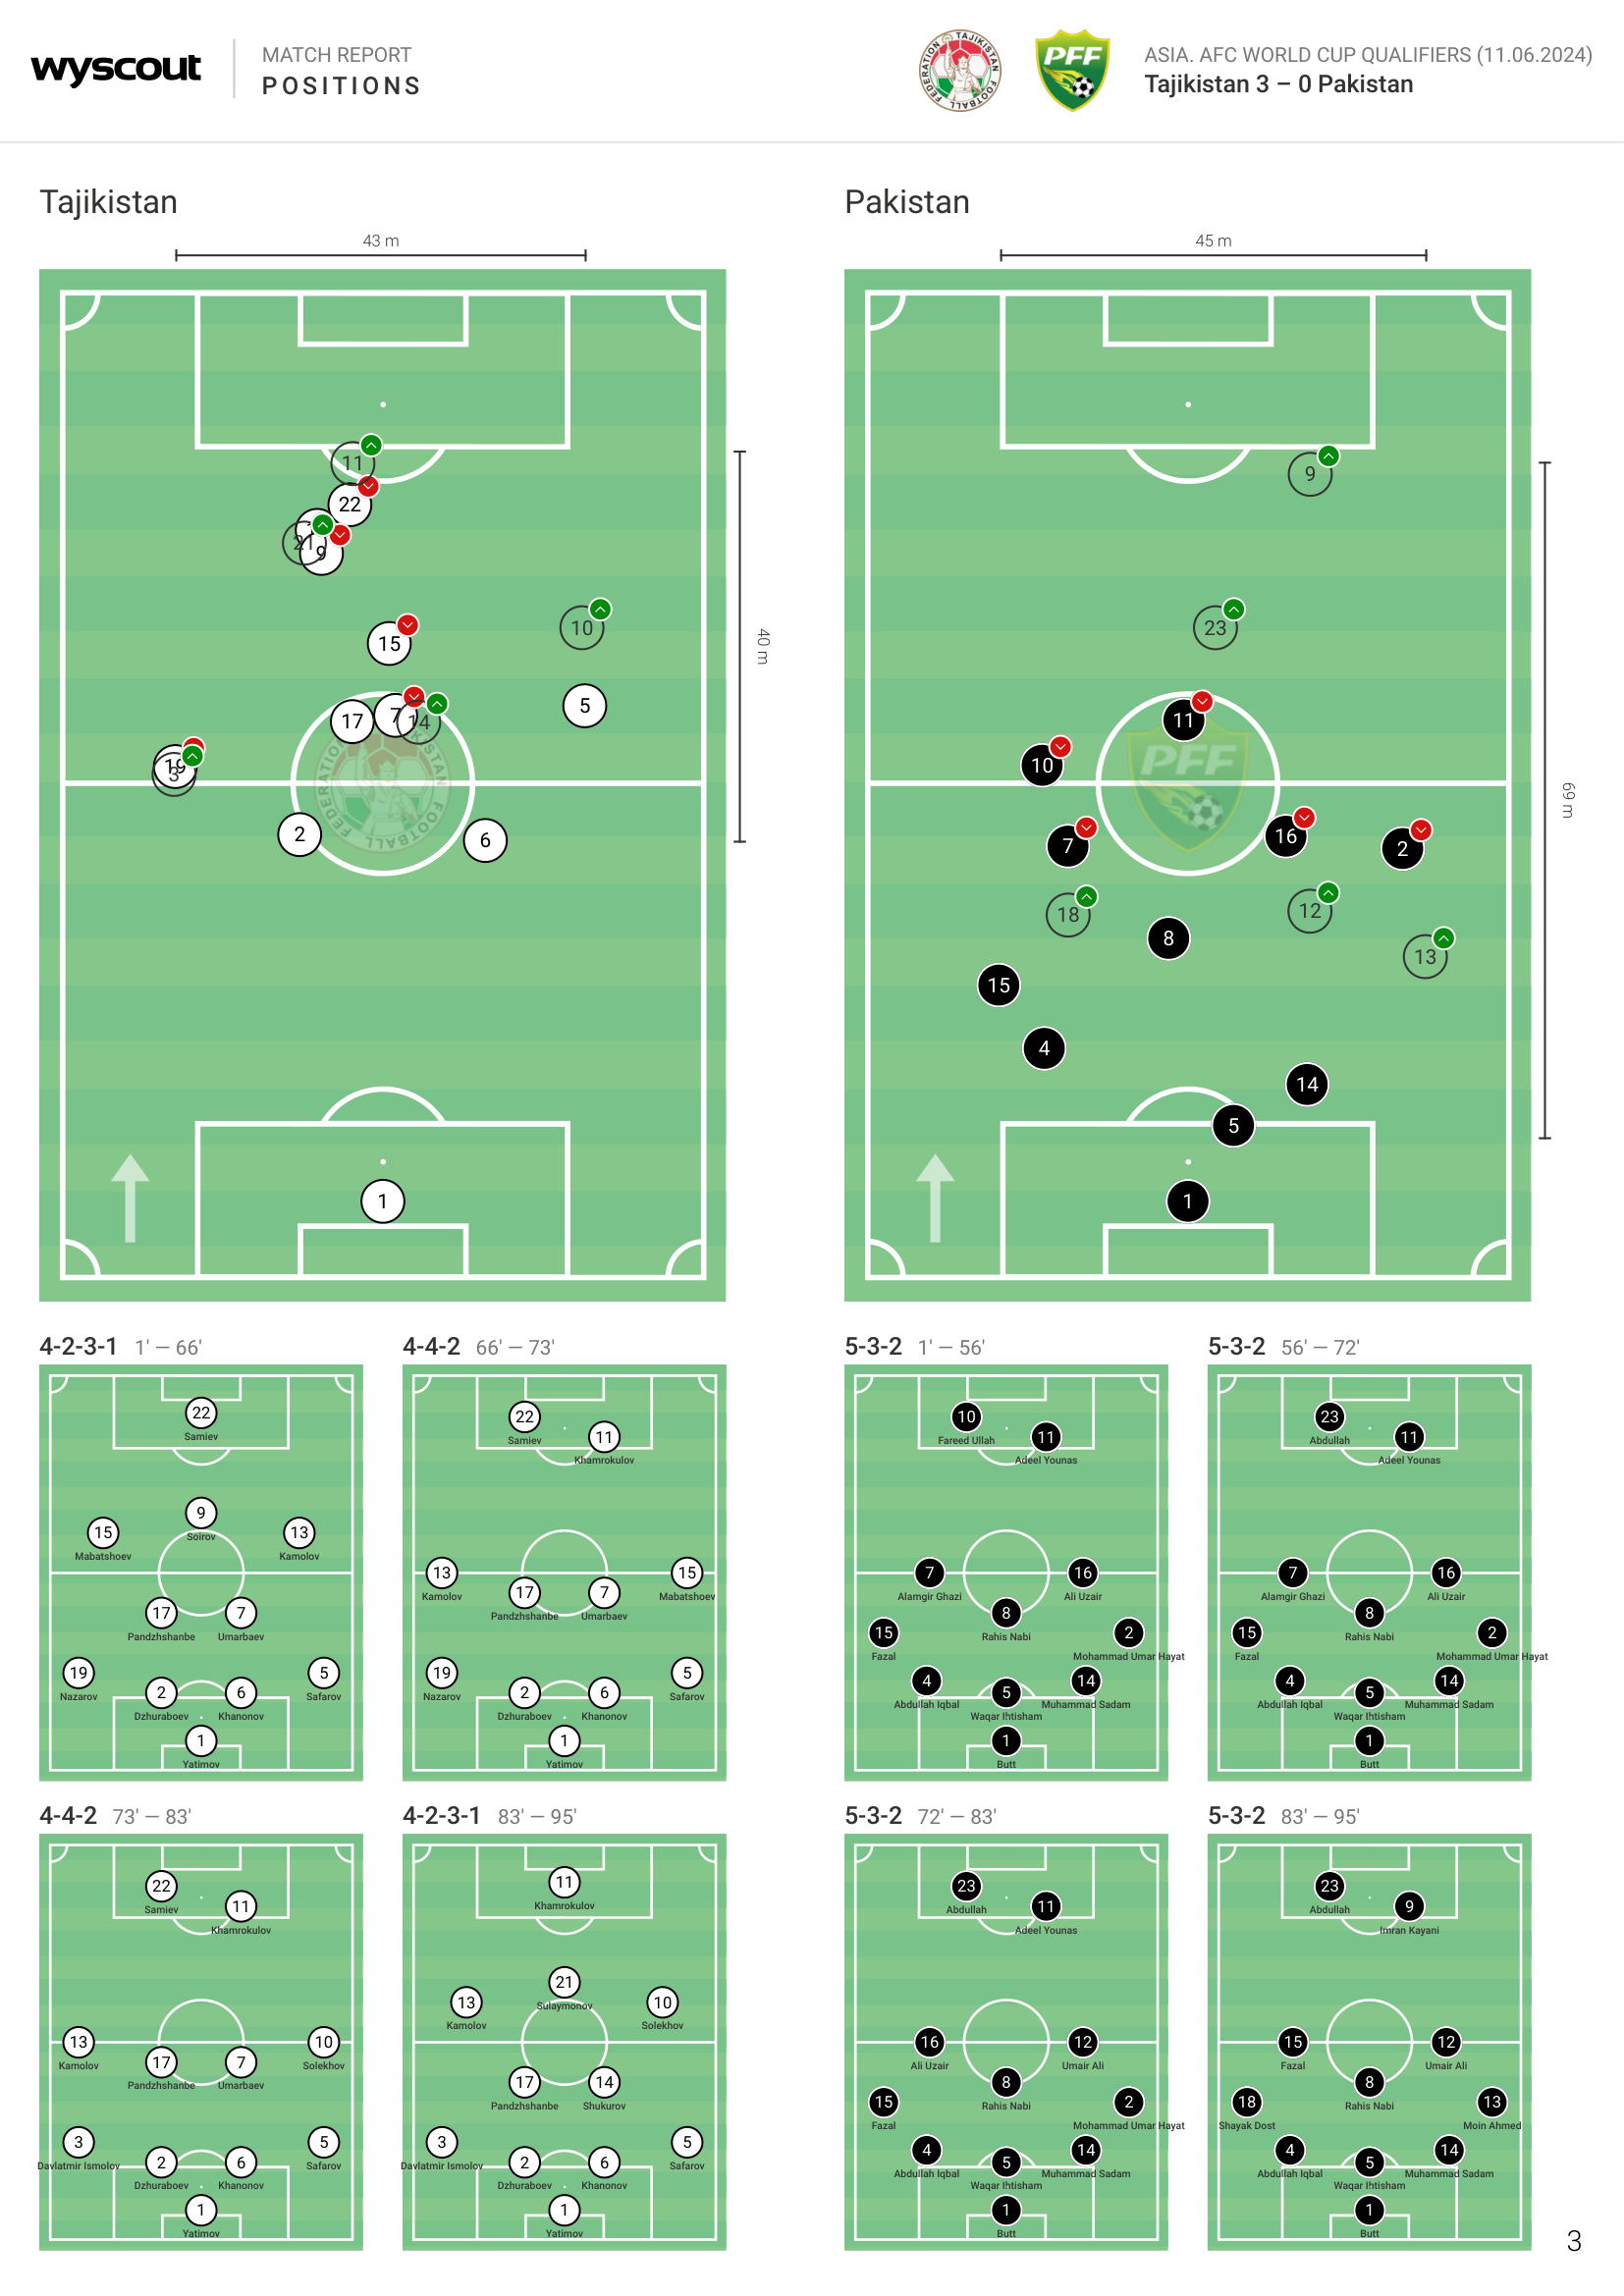 wyscout
MATCH REPORT
POSITIONS
PFF
ASIA. AFC WORLD CUP QUALIFIERS (11.06.2024)
Tajikistan 3 – 0 Pakistan
Tajikistan
43 m
11
22
21
9
15
10
17
7
14
5
19
3
2
6
1
40 m
Pakistan
45 m
9
23
11
10
7
16
2
18
12
8
13
15
4
14
5
1
69 m
4-2-3-1 1' – 66'
22
Samiev
9
Soirov
15
Mabatshoev
13
Kamolov
17
Pandzhshanbe
7
Umarbaev
19
Nazarov
5
Safarov
2
Dzhuraboev
6
Khanonov
1
Yatimov
4-4-2 66' – 73'
22
Samiev
11
Khamrokulov
13
Kamolov
15
Mabatshoev
17
Pandzhshanbe
7
Umarbaev
19
Nazarov
5
Safarov
2
Dzhuraboev
6
Khanonov
1
Yatimov
5-3-2 1' – 56'
10
Fareed Ullah
11
Adeel Younas
7
Alamgir Ghazi
16
Ali Uzair
8
Rahis Nabi
15
Fazal
2
Mohammad Umar Hayat
4
Abdullah Iqbal
14
Muhammad Sadam
5
Waqar Ihtisham
1
Butt
5-3-2 56' – 72'
23
Abdullah
11
Adeel Younas
7
Alamgir Ghazi
16
Ali Uzair
8
Rahis Nabi
15
Fazal
2
Mohammad Umar Hayat
4
Abdullah Iqbal
14
Muhammad Sadam
5
Waqar Ihtisham
1
Butt
4-4-2 73' – 83'
22
Samiev
11
Khamrokulov
13
Kamolov
10
Solekhov
17
Pandzhshanbe
7
Umarbaev
3
Davlatmir Ismolov
5
Safarov
2
Dzhuraboev
6
Khanonov
1
Yatimov
4-2-3-1 83' – 95'
11
Khamrokulov
21
Sulaymonov
13
Kamolov
10
Solekhov
17
Pandzhshanbe
14
Shukurov
3
Davlatmir Ismolov
5
Safarov
2
Dzhuraboev
6
Khanonov
1
Yatimov
5-3-2 72' – 83'
23
Abdullah
11
Adeel Younas
16
Ali Uzair
12
Umair Ali
8
Rahis Nabi
15
Fazal
2
Mohammad Umar Hayat
4
Abdullah Iqbal
14
Muhammad Sadam
5
Waqar Ihtisham
1
Butt
5-3-2 83' – 95'
23
Abdullah
9
Imran Kayani
15
Fazal
12
Umair Ali
8
Rahis Nabi
18
Shayak Dost
13
Moin Ahmed
4
Abdullah Iqbal
14
Muhammad Sadam
5
Waqar Ihtisham
1
Butt
3